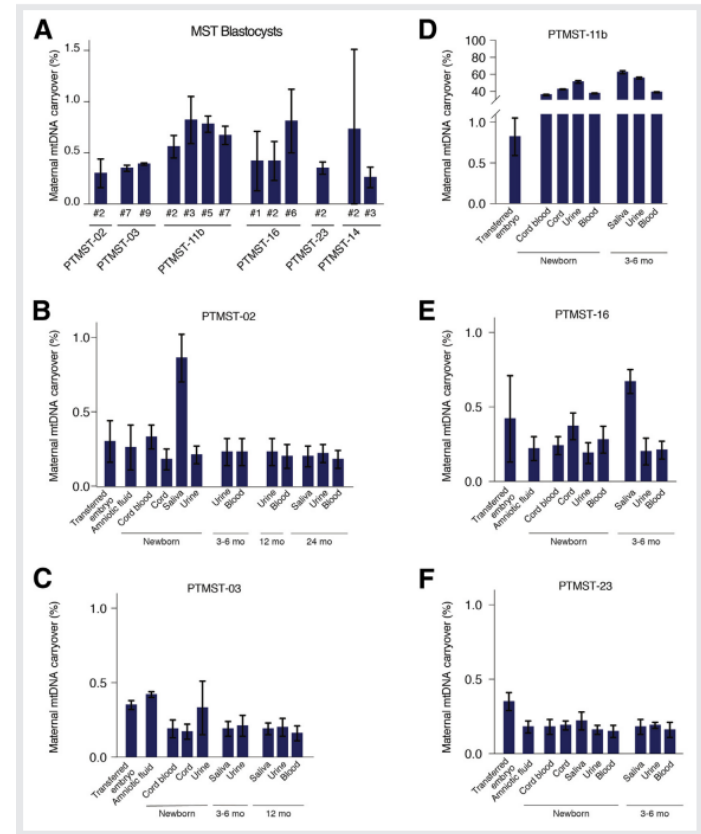 A
MST Blastocysts
Maternal mtDNA carryover (%)
1.5
1.0
0.5
0.0
#2 #7 #9 #2 #3 #5 #7 #1 #2 #6 #2 #2 #3
PTMST-02 PTMST-03 PTMST-11b PTMST-16 PTMST-23 PTMST-14
D
PTMST-11b
Maternal mtDNA carryover (%)
100
80
60
40
1.0
0.5
0.0
Transferred embryo Cord blood Cord Urine Blood Saliva Urine Blood
Newborn 3-6 mo
B
PTMST-02
Maternal mtDNA carryover (%)
1.0
0.5
0.0
Transferred embryo Amniotic fluid Cord blood Cord Saliva Urine Urine Blood Urine Blood Saliva Urine Blood
Newborn 3-6 mo 12 mo 24 mo
E
PTMST-16
Maternal mtDNA carryover (%)
1.0
0.5
0.0
Transferred embryo Amniotic fluid Cord blood Cord Urine Blood Saliva Urine Blood
Newborn 3-6 mo
C
PTMST-03
Maternal mtDNA carryover (%)
1.0
0.5
0.0
Transferred embryo Amniotic fluid Cord blood Cord Urine Saliva Urine Saliva Urine Blood
Newborn 3-6 mo 12 mo
F
PTMST-23
Maternal mtDNA carryover (%)
1.0
0.5
0.0
Transferred embryo Amniotic fluid Cord blood Cord Saliva Urine Blood Saliva Urine Blood
Newborn 3-6 mo